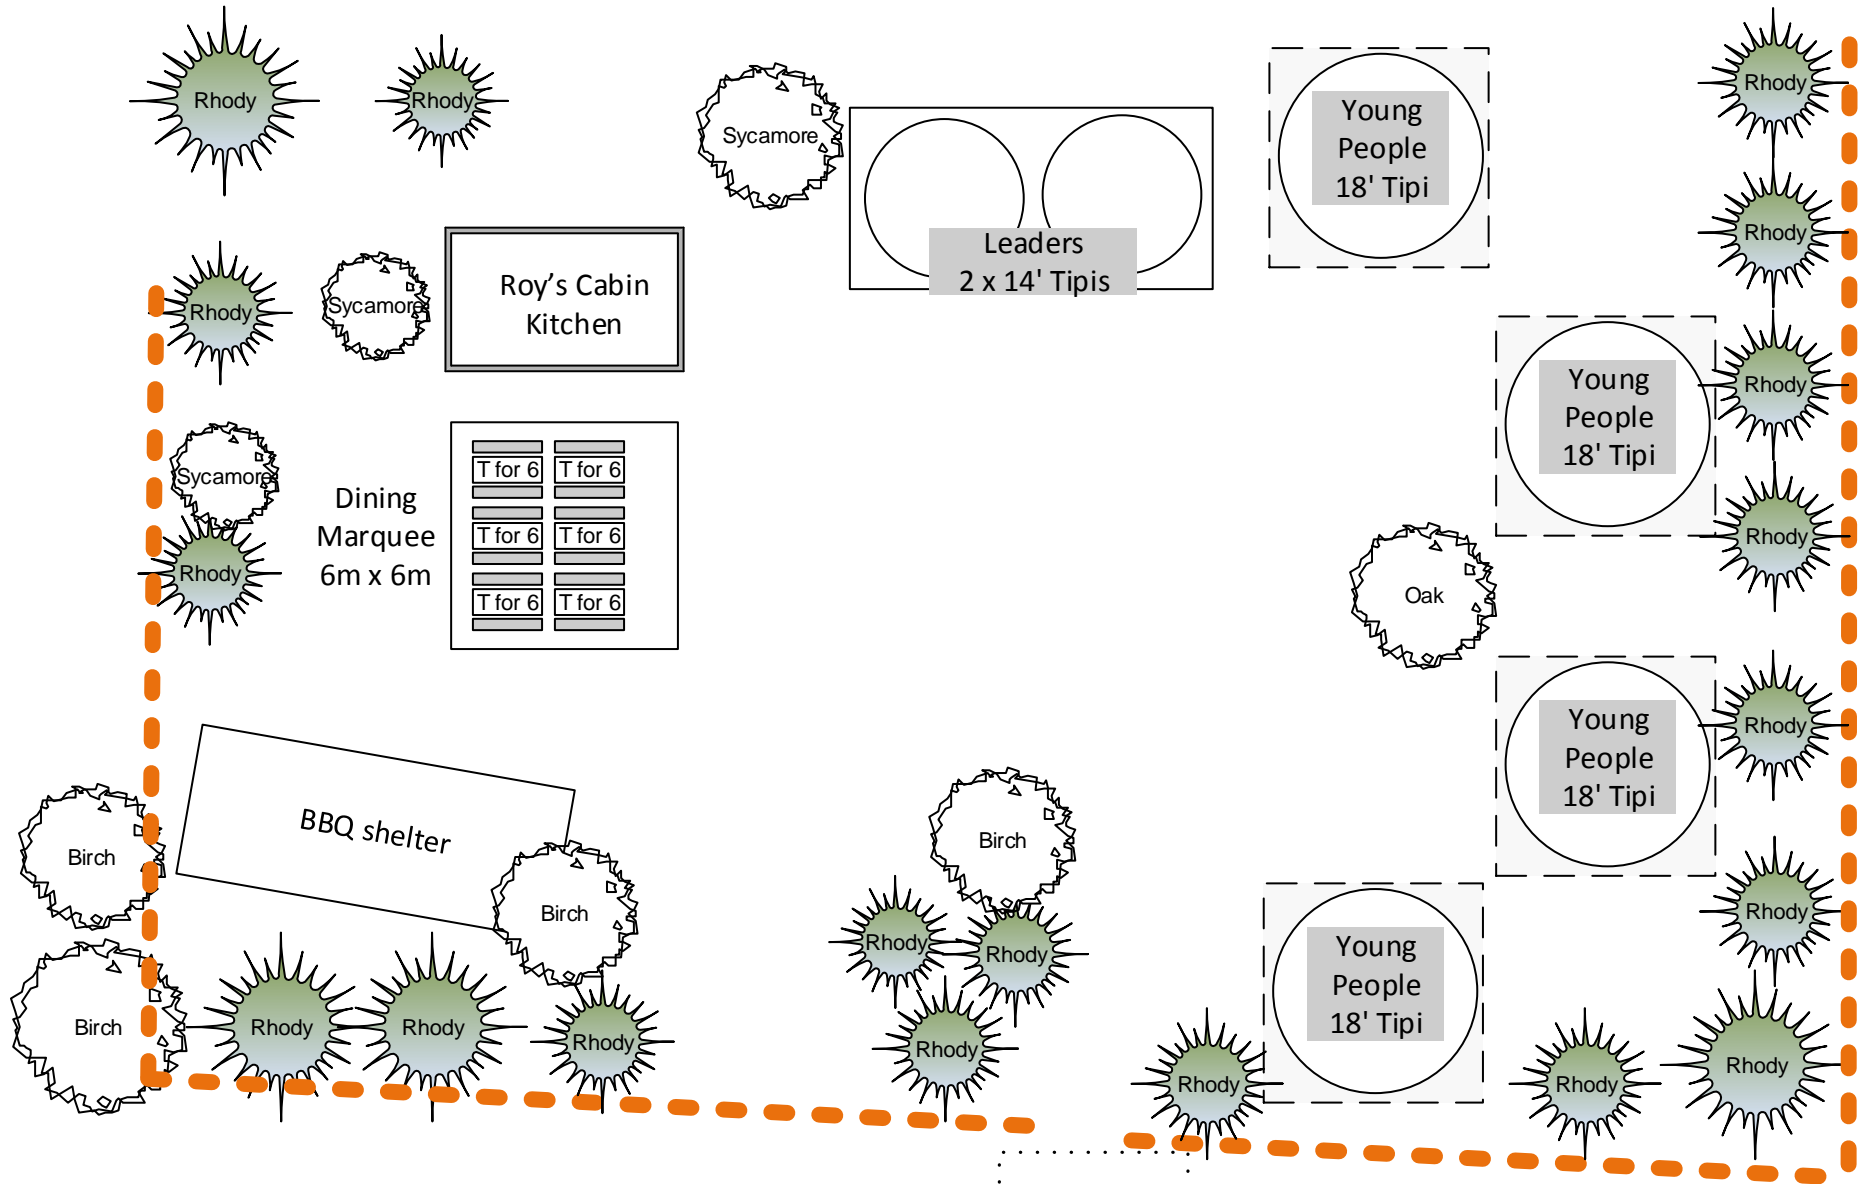 Rhody
Rhody
Sycamore
Young
People
18' Tipi
Rhody
Rhody
Leaders
2 x 14' Tipis
Rhody
Sycamore
Roy's Cabin
Kitchen
Young
People
18' Tipi
Rhody
Sycamore
Dining
Marquee
6m x 6m
T for 6
T for 6
T for 6
T for 6
T for 6
T for 6
Rhody
Rhody
Oak
Young
People
18' Tipi
Rhody
BBQ shelter
Birch
Birch
Birch
Rhody
Birch
Rhody
Rhody
Rhody
Rhody
Rhody
Rhody
Young
People
18' Tipi
Rhody
Rhody
Rhody
Rhody